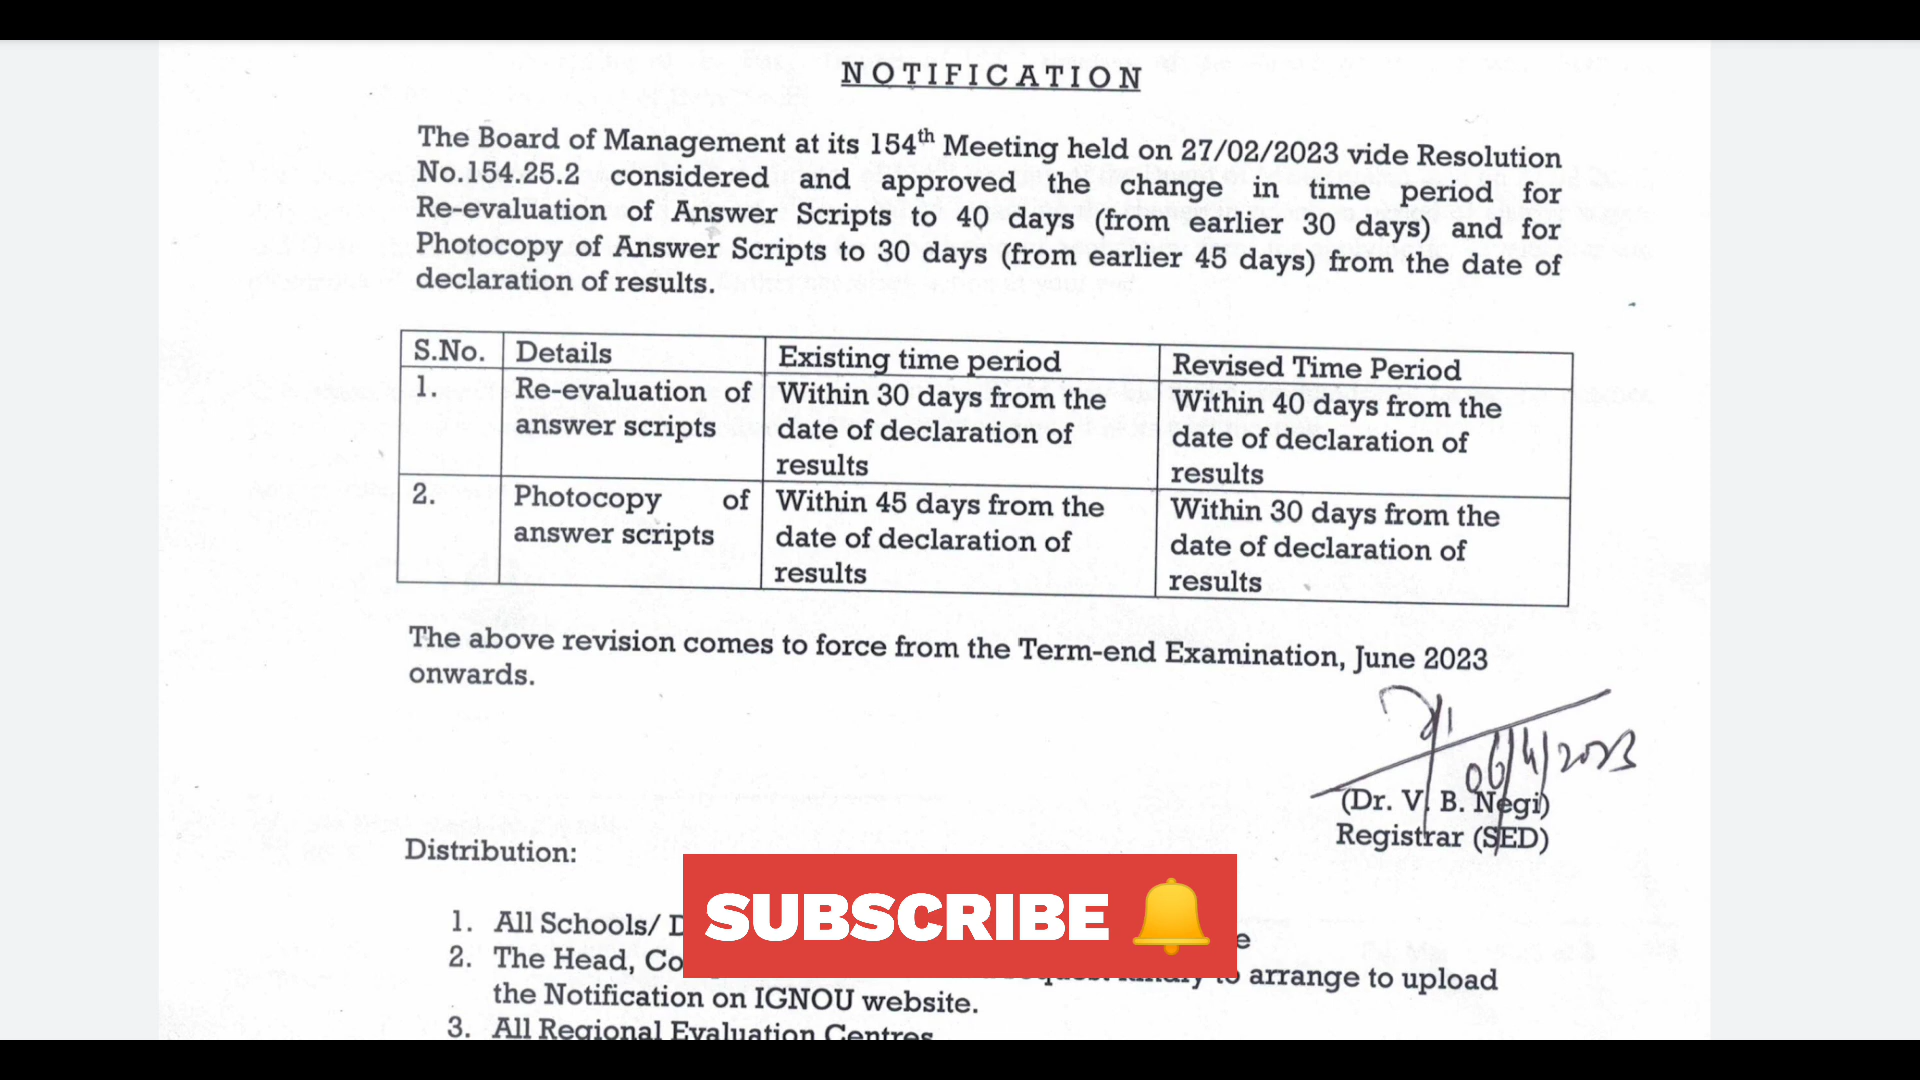 NOTIFICATION
The Board of Management at its 154th Meeting held on 27/02/2023 vide Resolution
No.154.25.2 considered and approved the change in time period for
Re-evaluation of Answer Scripts to 40 days (from earlier 30 days) and for
Photocopy of Answer Scripts to 30 days (from earlier 45 days) from the date of
declaration of results.
S.No. Details Existing time period Revised Time Period
1. Re-evaluation of Within 30 days from the Within 40 days from the
answer scripts date of declaration of date of declaration of
results results
2. Photocopy of Within 45 days from the Within 30 days from the
answer scripts date of declaration of date of declaration of
results results
The above revision comes to force from the Term-end Examination, June 2023
onwards.
06/4/2023
(Dr. V. B. Negi)
Registrar (SED)
Distribution:
1. All Schools/
SUBSCRIBE
2. The Head, to arrange to upload
the Notification on IGNOU website.
3. All Regional Evaluation Centres